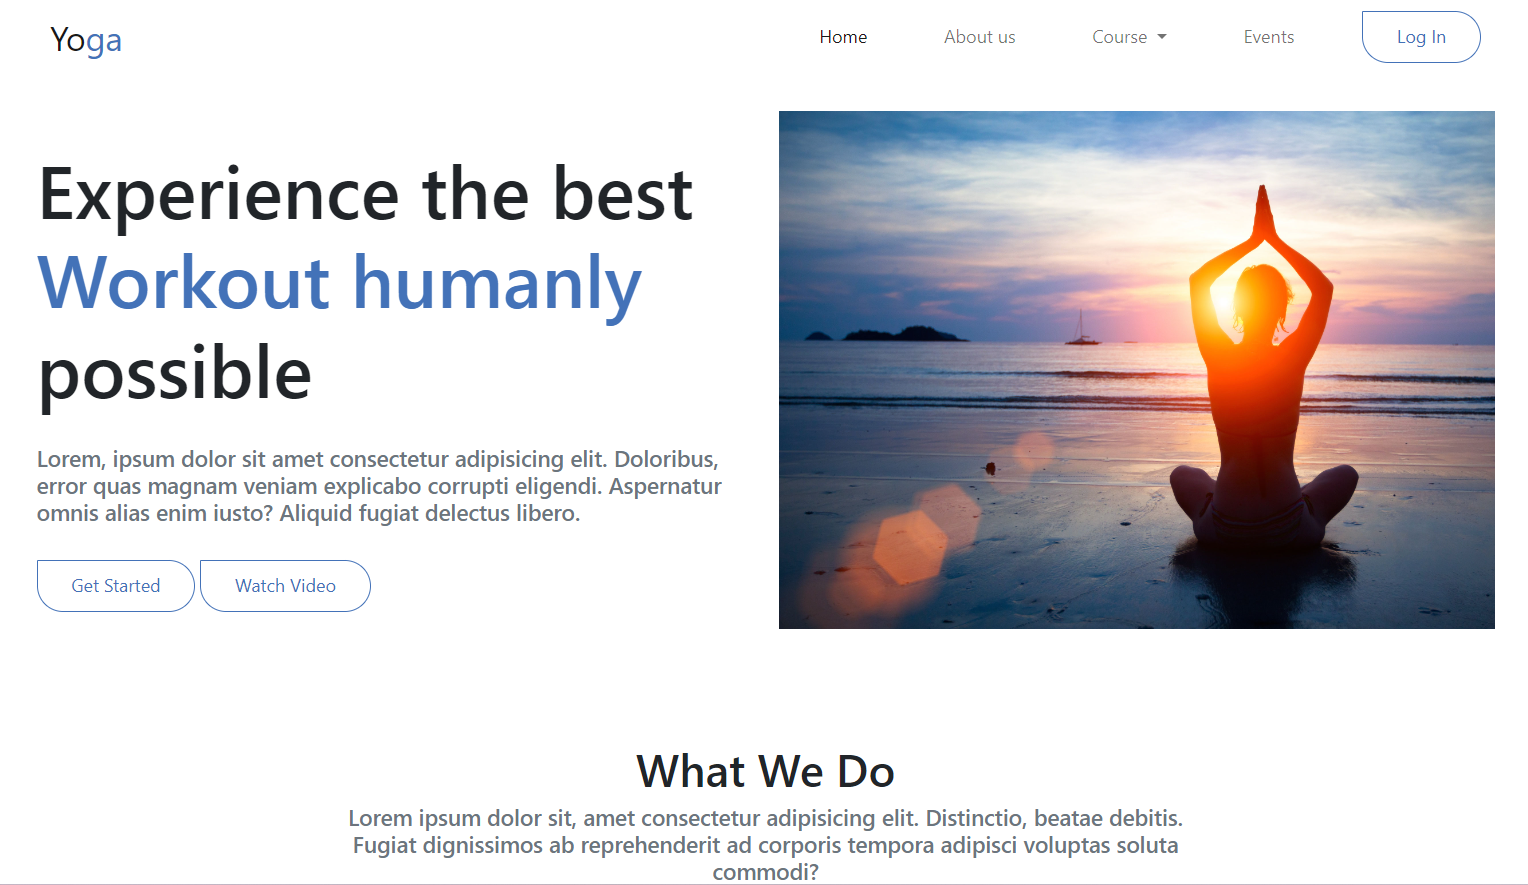 Yoga
Home
About us
Course
Events
Log In
Experience the best
Workout humanly
possible
Lorem, ipsum dolor sit amet consectetur adipisicing elit. Doloribus,
error quas magnam veniam explicabo corrupti eligendi. Aspernatur
omnis alias enim iusto? Aliquid fugiat delectus libero.
Get Started
Watch Video
What We Do
Lorem ipsum dolor sit, amet consectetur adipisicing elit. Distinctio, beatae debitis.
Fugiat dignissimos ab reprehenderit ad corporis tempora adipisci voluptas soluta
commodi?